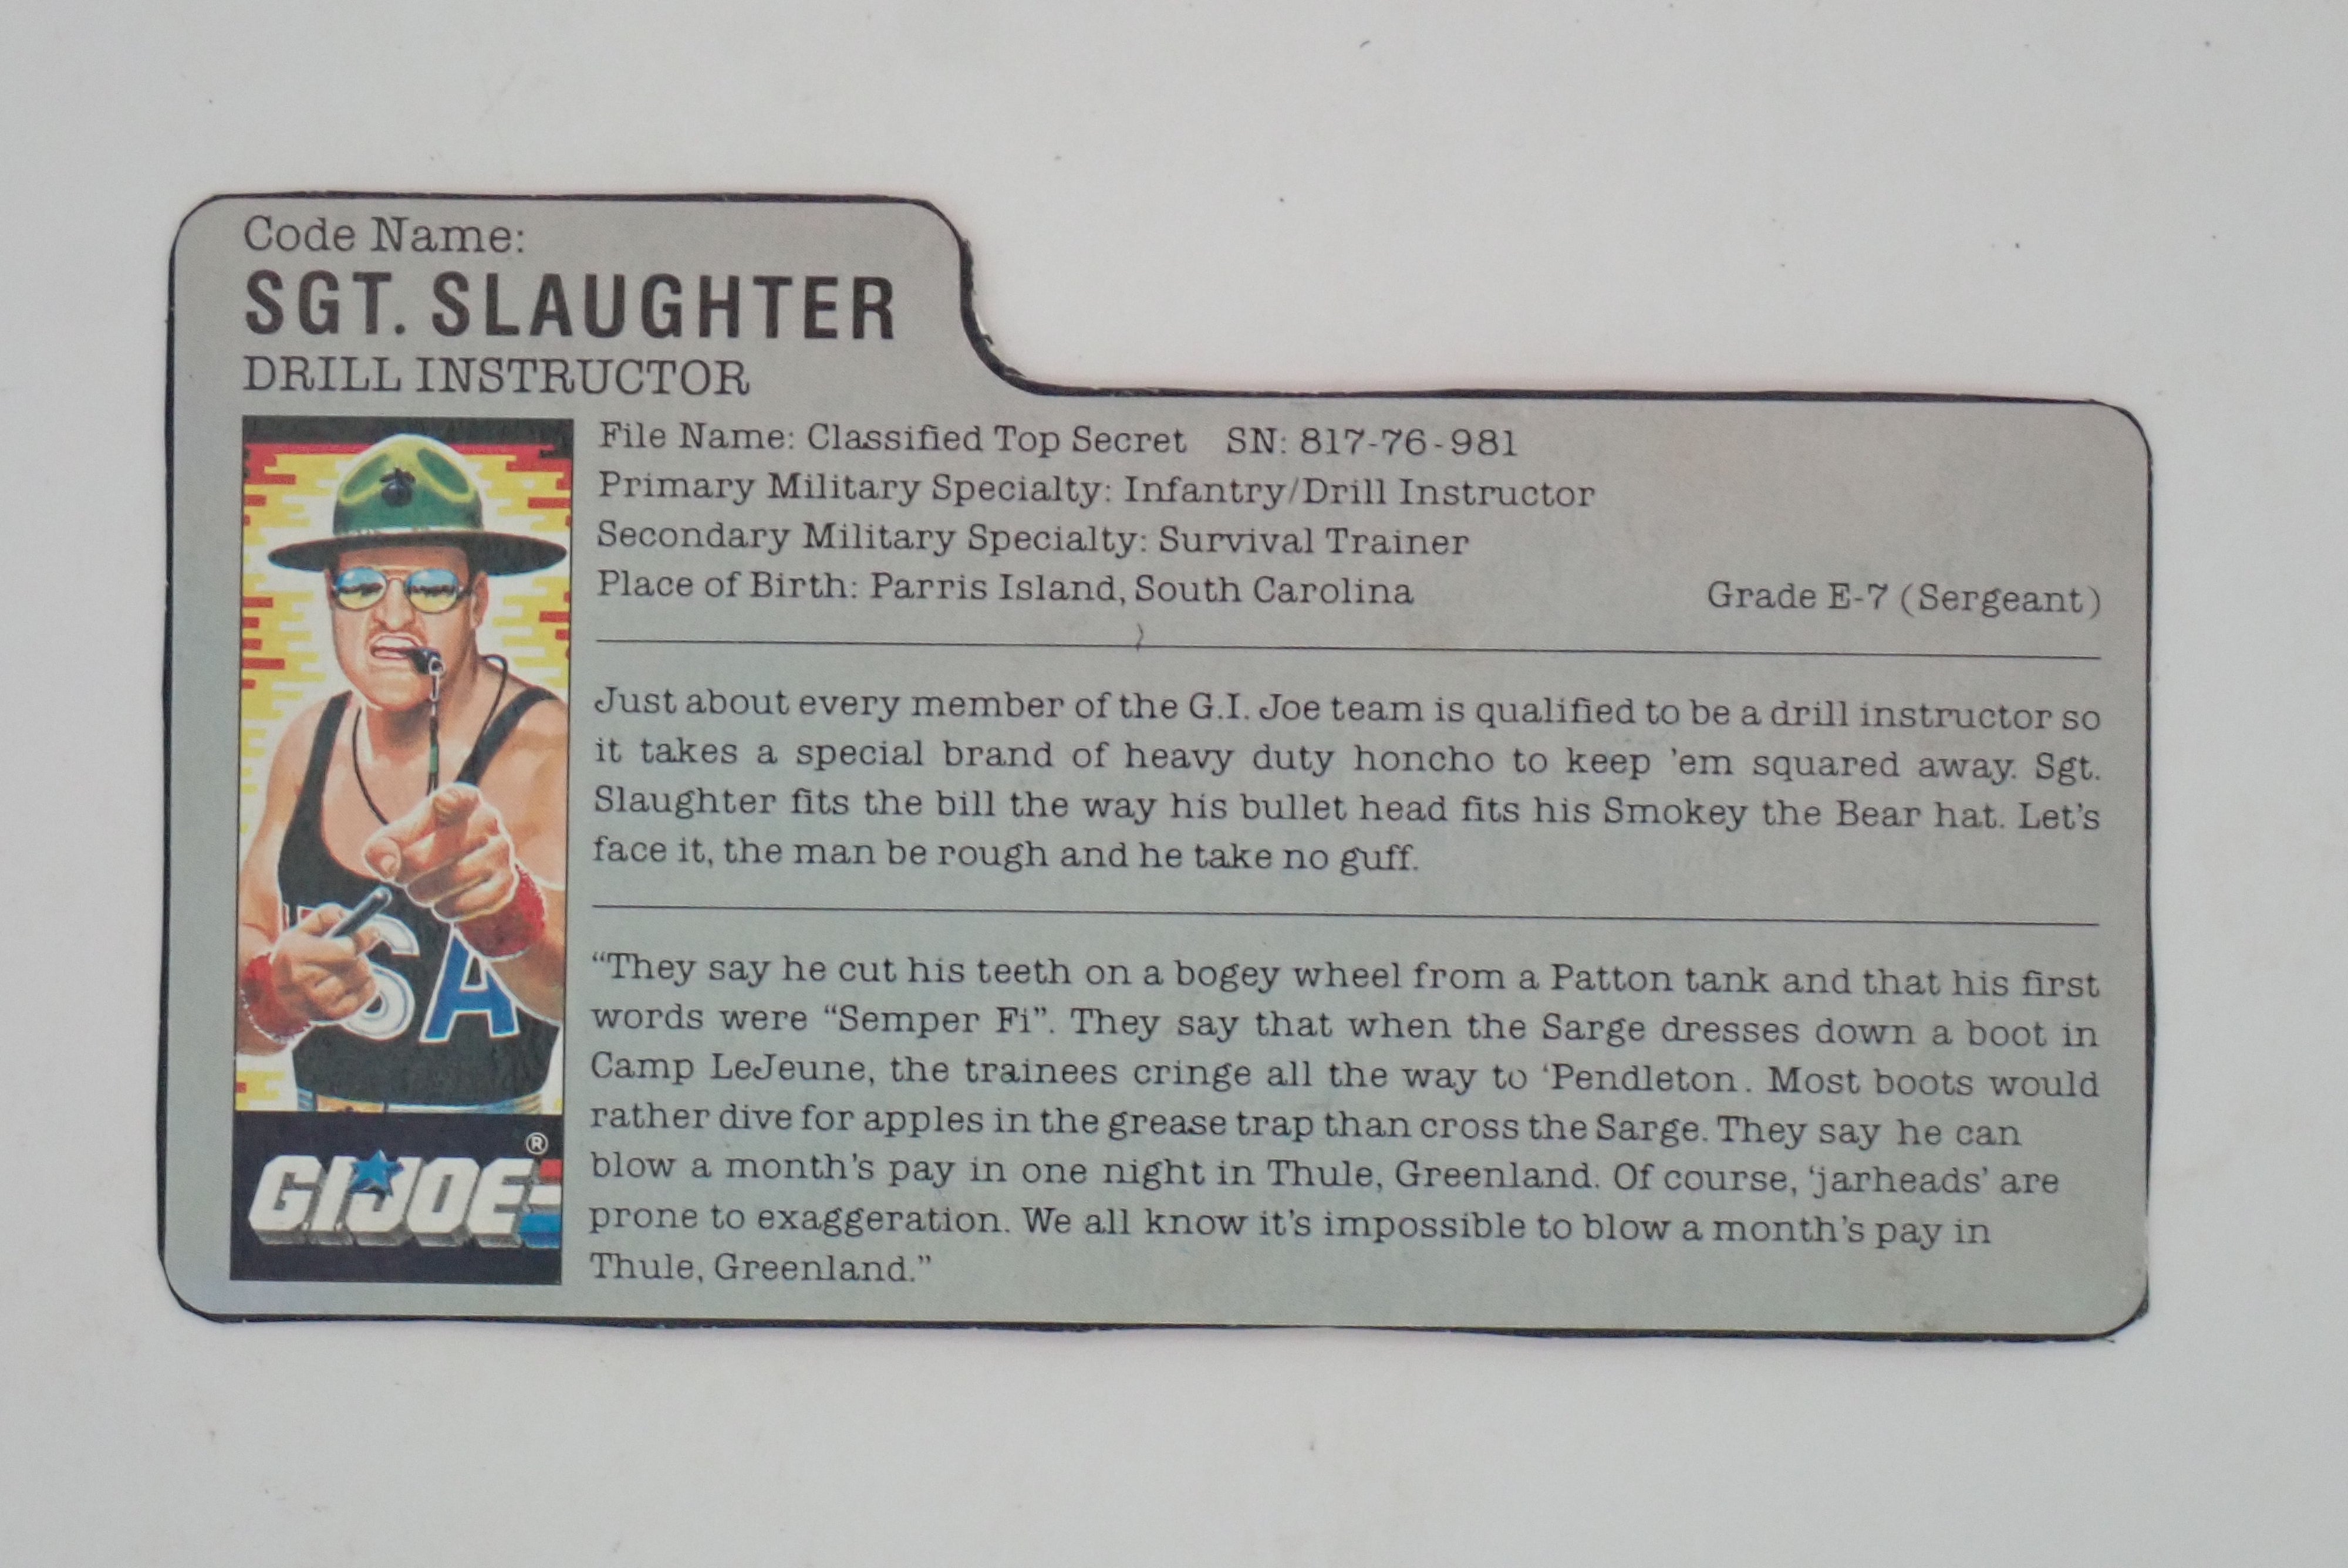 Code Name:
SGT. SLAUGHTER
DRILL INSTRUCTOR
File Name: Classified Top Secret SN: 817-76-981
Primary Military Specialty: Infantry/Drill Instructor
Secondary Military Specialty: Survival Trainer
Place of Birth: Parris Island, South Carolina Grade E-7 (Sergeant)
Just about every member of the G.I. Joe team is qualified to be a drill instructor so
it takes a special brand of heavy duty honcho to keep 'em squared away. Sgt.
Slaughter fits the bill the way his bullet head fits his Smokey the Bear hat. Let's
face it, the man be rough and he take no guff.
“They say he cut his teeth on a bogey wheel from a Patton tank and that his first
words were “Semper Fi”. They say that when the Sarge dresses down a boot in
Camp LeJeune, the trainees cringe all the way to ‘Pendleton. Most boots would
rather dive for apples in the grease trap than cross the Sarge. They say he can
blow a month's pay in one night in Thule, Greenland. Of course, ‘jarheads’ are
prone to exaggeration. We all know it's impossible to blow a month's pay in
Thule, Greenland.”
SA
®
G.I. JOE